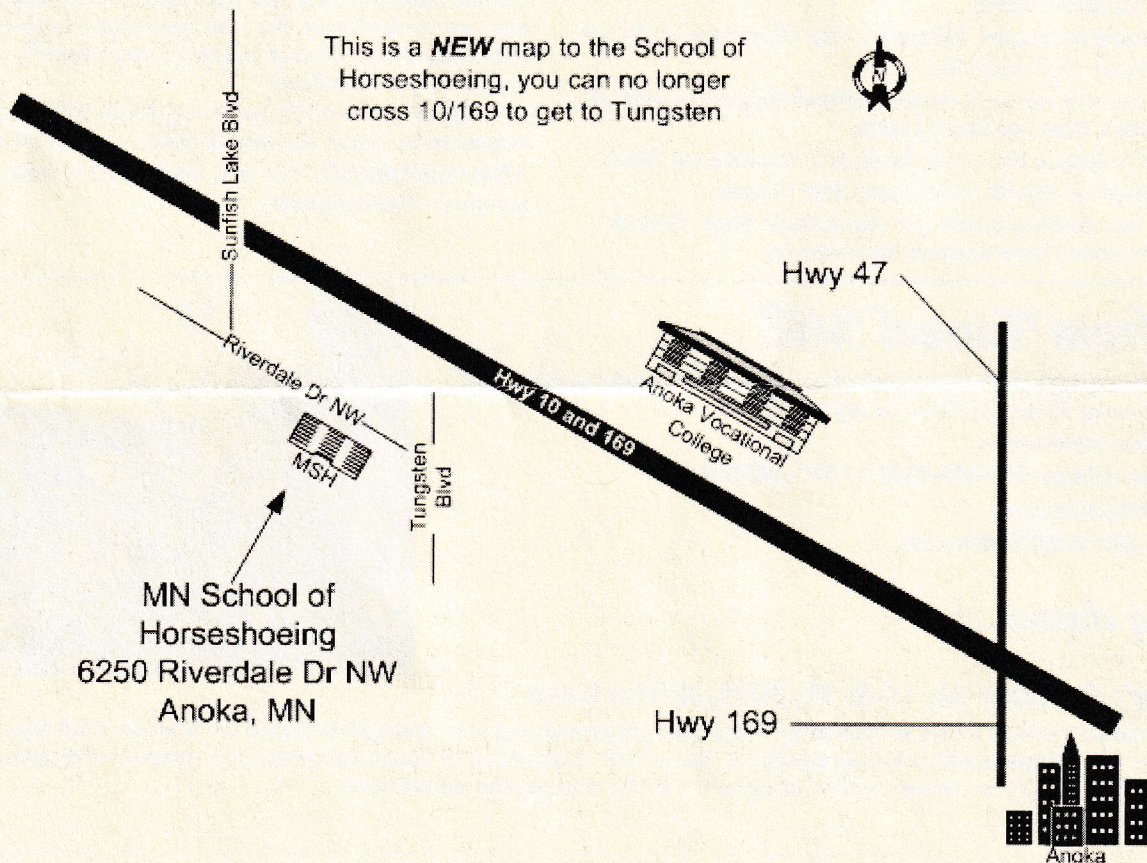 This is a NEW map to the School of
Horseshoeing, you can no longer
cross 10/169 to get to Tungsten
N
Sunfish Lake Blvd
Hwy 47
Riverdale Dr NW
Hwy 10 and 169
Anoka Vocational
College
MSH
Tungsten
Blvd
MN School of
Horseshoeing
6250 Riverdale Dr NW
Anoka, MN
Hwy 169
Anoka